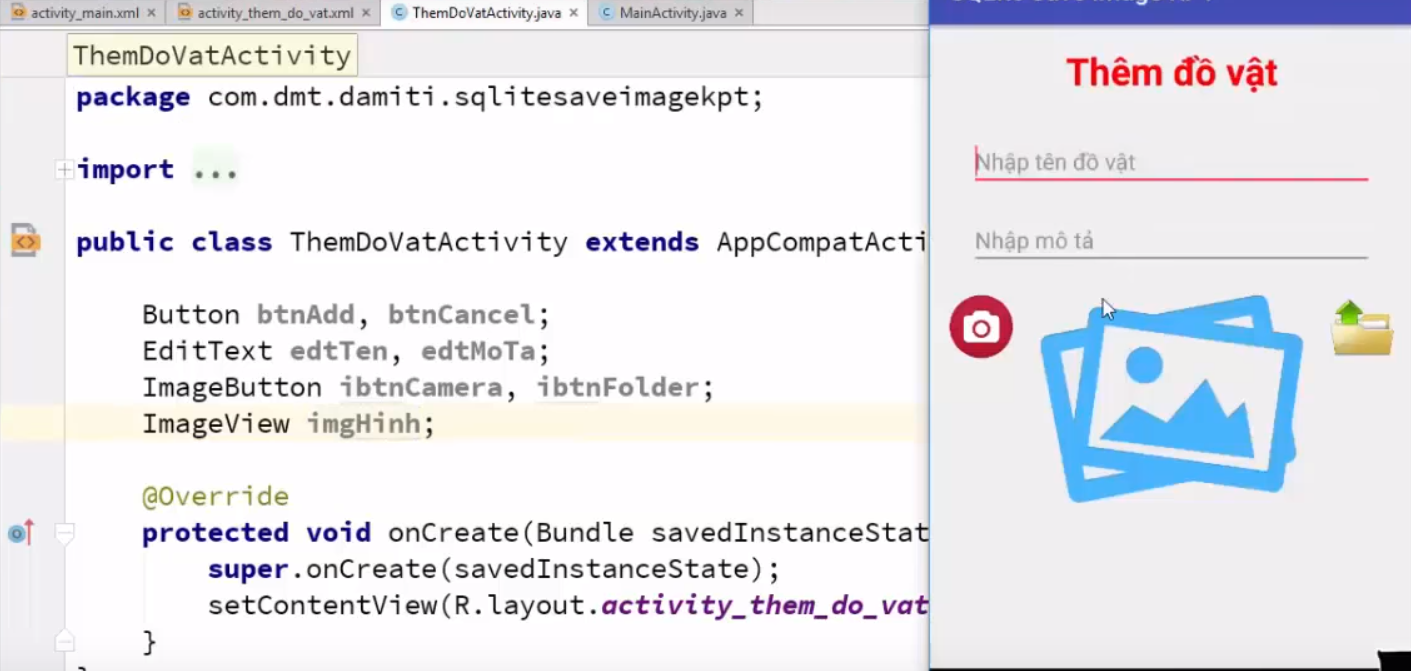 activity_main.xml × activity_them_do_vat.xml × ThemDoVatActivity.java × MainActivity.java ×
ThemDoVatActivity
package com.dmt.damiti.sqlitesaveimagekpt;
import ...
public class ThemDoVatActivity extends AppCompatActi
Button btnAdd, btnCancel;
EditText edtTen, edtMoTa;
ImageButton ibtnCamera, ibtnFolder;
ImageView imgHinh;
@Override
protected void onCreate(Bundle savedInstanceStat
super.onCreate(savedInstanceState);
setContentView(R.layout.activity_them_do_vat
}
Thêm đồ vật
Nhập tên đồ vật
Nhập mô tả